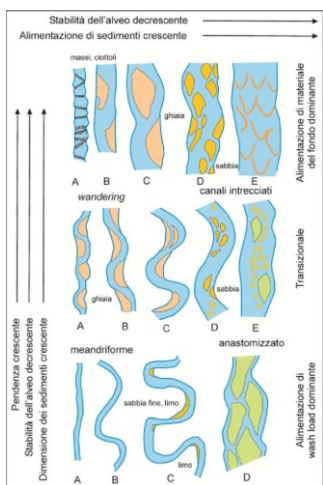 Stabilità dell'alveo decrescente
Alimentazione di sedimenti crescente
massi, ciottoli
ghiaia
sabbia
A B C D E
Alimentazione di materiale
del fondo dominante
wandering
canali intrecciati
ghiaia
sabbia
A B C D E
Transizionale
meandriforme
anastomizzato
sabbia fine, limo
limo
A B C D
Alimentazione di
wash load dominante
Pendenza crescente
Stabilità dell'alveo decrescente
Dimensione dei sedimenti crescente